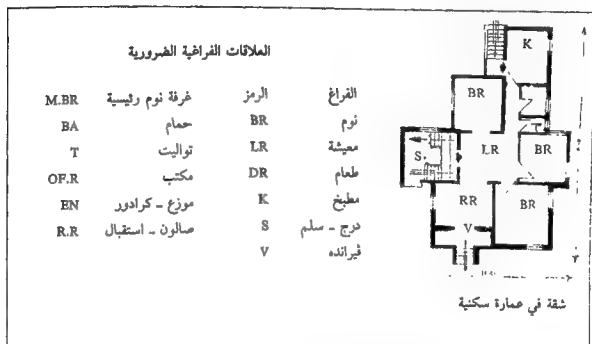 العلاقات الفراغية الضرورية
الفراغ الرمز غرفة نوم رئيسية M.BR
نوم BR حمام BA
معيشة LR تواليت T
طعام DR مكتب OF.R
مطبخ K موزع - كرادور EN
درج - سلم S صالون - استقبال R.R
ڤيرانده V
K
BR
T
S.
LR
BR
RR
BR
V
شقة في عمارة سكنية